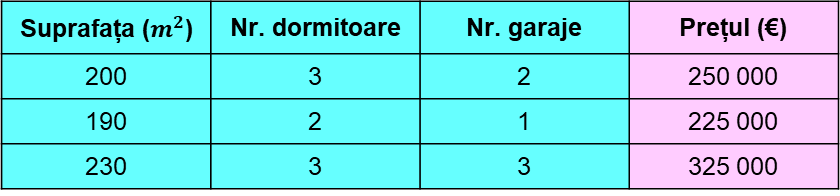 Suprafața (m²) Nr. dormitoare Nr. garaje Prețul (€)
200 3 2 250 000
190 2 1 225 000
230 3 3 325 000